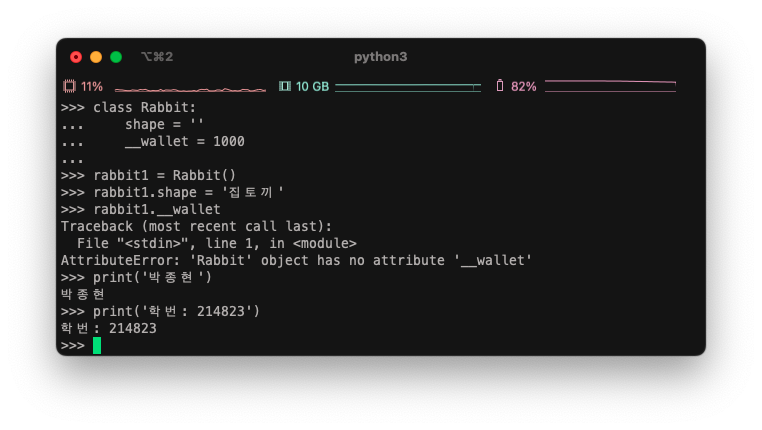 ⌥⌘2 python3
11% 10 GB 82%
>>> class Rabbit:
...     shape = ''
...     __wallet = 1000
...
>>> rabbit1 = Rabbit()
>>> rabbit1.shape = '집토끼'
>>> rabbit1.__wallet
Traceback (most recent call last):
  File "<stdin>", line 1, in <module>
AttributeError: 'Rabbit' object has no attribute '__wallet'
>>> print('박종현')
박종현
>>> print('학번: 214823')
학번: 214823
>>>